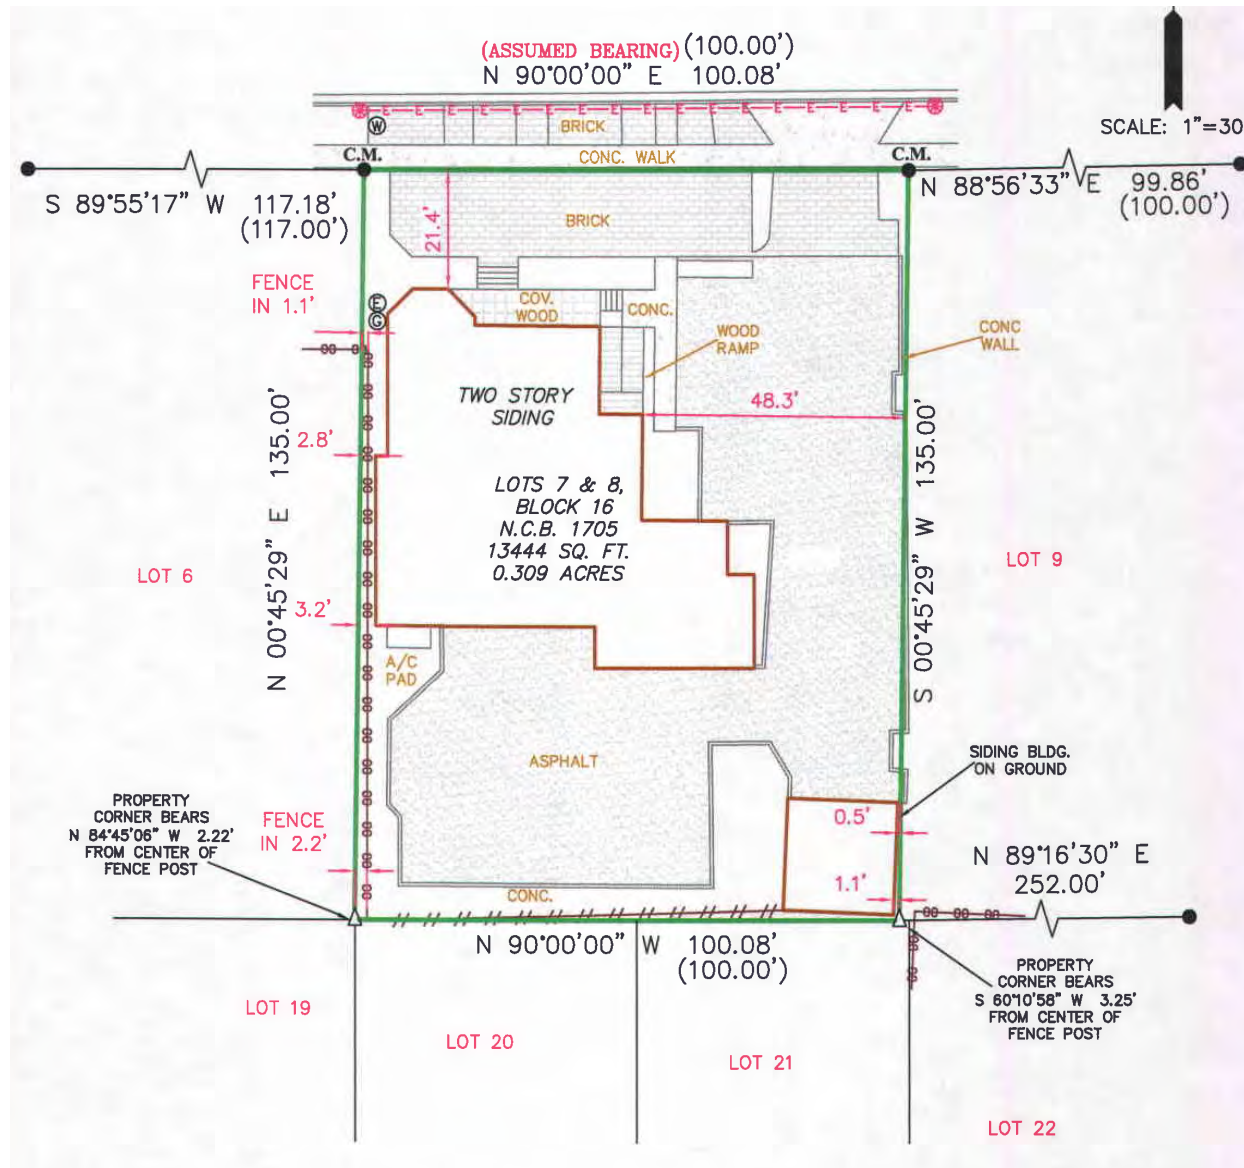 (ASSUMED BEARING) (100.00')
N 90°00'00" E 100.08'
SCALE: 1"=30
E E E E E E E E E E E E
W
BRICK
CONC. WALK
C.M.
C.M.
S 89°55'17" W 117.18'
(117.00')
N 88°56'33" E 99.86'
(100.00')
21.4'
BRICK
FENCE
IN 1.1'
E
G
COV.
WOOD
CONC.
WOOD
RAMP
CONC
WALL
TWO STORY
SIDING
48.3'
2.8'
N 00°45'29" E 135.00'
S 00°45'29" W 135.00'
LOTS 7 & 8,
BLOCK 16
N.C.B. 1705
13444 SQ. FT.
0.309 ACRES
LOT 6
LOT 9
3.2'
A/C
PAD
ASPHALT
SIDING BLDG.
ON GROUND
PROPERTY
CORNER BEARS
N 84°45'06" W 2.22'
FROM CENTER OF
FENCE POST
FENCE
IN 2.2'
0.5'
1.1'
N 89°16'30" E
252.00'
CONC.
N 90°00'00" W 100.08'
(100.00')
PROPERTY
CORNER BEARS
S 60°10'58" W 3.25'
FROM CENTER OF
FENCE POST
LOT 19
LOT 20
LOT 21
LOT 22